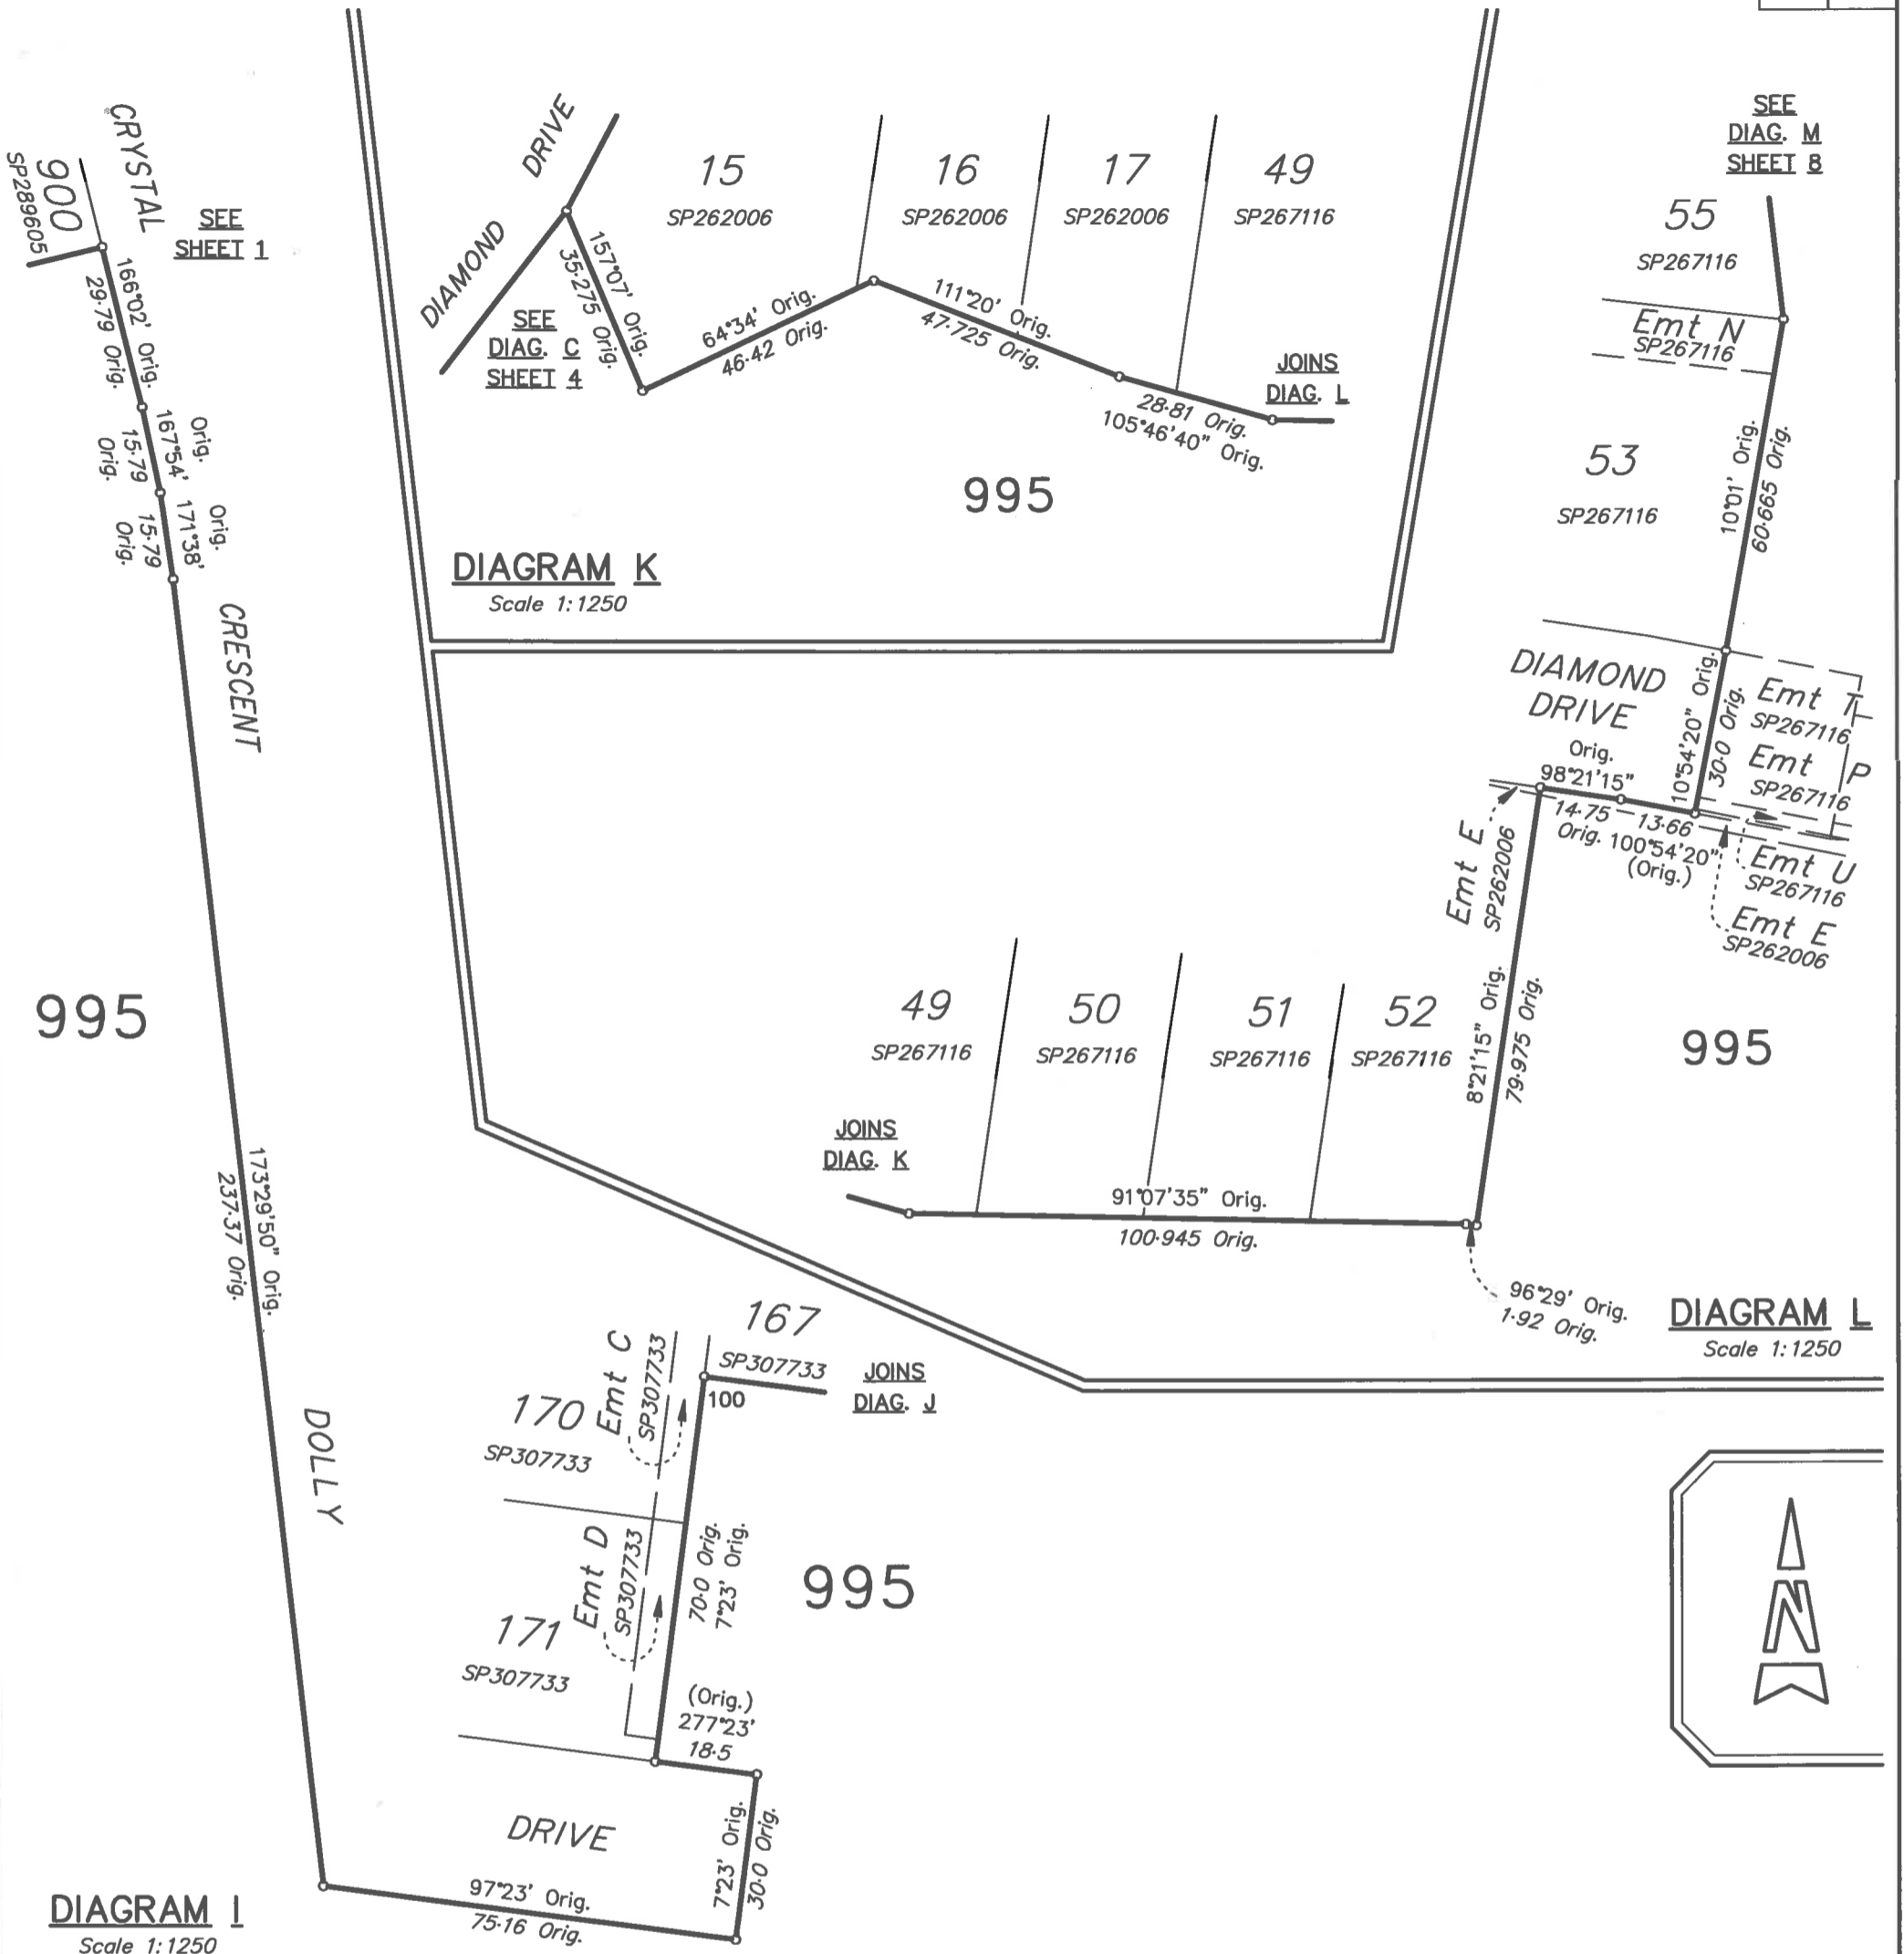 CRYSTAL
CRESCENT
900
SP289605
SEE
SHEET 1
166°02' Orig.
29·79 Orig.
Orig.
167°54'
15·79
Orig.
Orig.
171°38'
15·79
Orig.
995
173°29'50" Orig.
237·37 Orig.
DOLLY
DRIVE
97°23' Orig.
75·16 Orig.
7°23' Orig.
30·0 Orig.
(Orig.)
277°23'
18·5
70·0 Orig.
7°23' Orig.
100
167
SP307733
JOINS
DIAG. J
170
SP307733
Emt C
SP307733
171
SP307733
Emt D
SP307733
995
DIAGRAM I
Scale 1:1250
DIAMOND
DRIVE
SEE
DIAG. C
SHEET 4
15
SP262006
16
SP262006
17
SP262006
49
SP267116
157°07' Orig.
35·275 Orig.
64°34' Orig.
46·42 Orig.
111°20' Orig.
47·725 Orig.
28·81 Orig.
105°46'40" Orig.
JOINS
DIAG. L
995
DIAGRAM K
Scale 1:1250
SEE
DIAG. M
SHEET 8
55
SP267116
Emt N
SP267116
53
SP267116
10°01' Orig.
60·665 Orig.
DIAMOND
DRIVE
10°54'20" Orig.
30·0 Orig.
Emt T
SP267116
Emt P
SP267116
Orig.
98°21'15"
14·75
Orig.
13·66
100°54'20"
(Orig.)
Emt U
SP267116
Emt E
SP262006
Emt E
SP262006
8°21'15" Orig.
79·975 Orig.
49
SP267116
50
SP267116
51
SP267116
52
SP267116
995
JOINS
DIAG. K
91°07'35" Orig.
100·945 Orig.
96°29' Orig.
1·92 Orig.
DIAGRAM L
Scale 1:1250
N